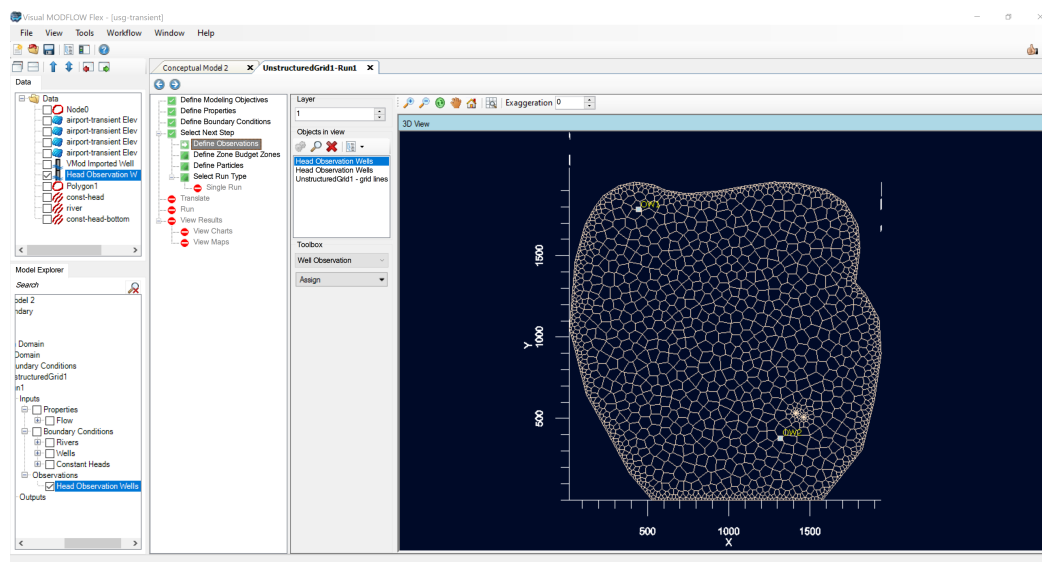 Visual MODFLOW Flex - [usg-transient]
File View Tools Workflow Window Help
Data
Data
Node0
airport-transient Elev
airport-transient Elev
airport-transient Elev
airport-transient Elev
VMod Imported Well
Head Observation W
Polygon1
const-head
river
const-head-bottom
Model Explorer
Search
odel 2
ndary
Domain
Domain
undary Conditions
structuredGrid1
n1
Inputs
Properties
Flow
Boundary Conditions
Rivers
Wells
Constant Heads
Observations
Head Observation Wells
Outputs
Conceptual Model 2 X UnstructuredGrid1-Run1 X
Define Modeling Objectives
Define Properties
Define Boundary Conditions
Select Next Step
Define Observations
Define Zone Budget Zones
Define Particles
Select Run Type
Single Run
Translate
Run
View Results
View Charts
View Maps
Layer
1
Objects in view
Head Observation Wells
Head Observation Wells
UnstructuredGrid1 - grid lines
Toolbox
Well Observation
Assign
Exaggeration 0
3D View
OW1
1500
Y 1000
500
500 1000 1500
X